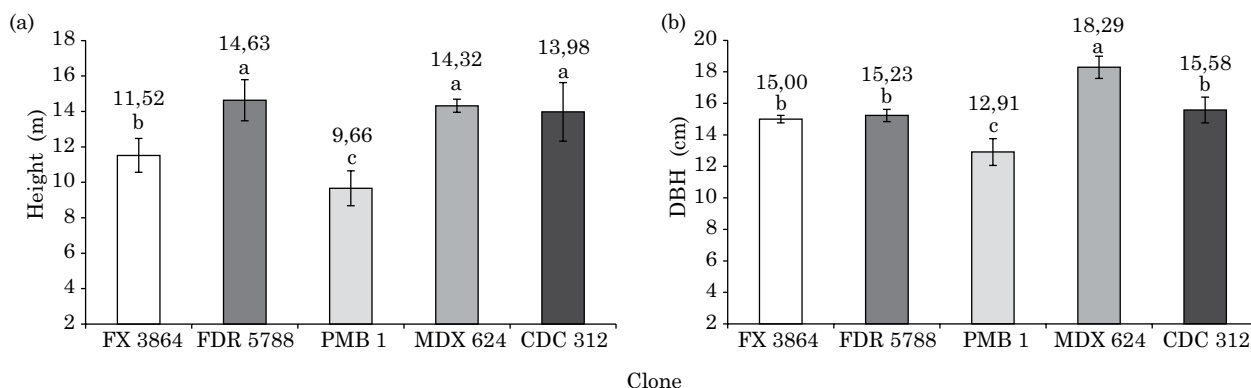 (a)
Height (m)
18
16
14
12
10
8
6
4
2
11,52
b
14,63
a
9,66
c
14,32
a
13,98
a
FX 3864 FDR 5788 PMB 1 MDX 624 CDC 312
(b)
DBH (cm)
20
18
16
14
12
10
8
6
4
2
15,00
b
15,23
b
12,91
c
18,29
a
15,58
b
FX 3864 FDR 5788 PMB 1 MDX 624 CDC 312
Clone